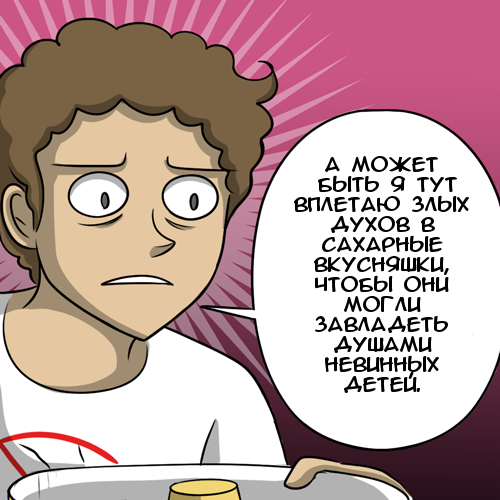 А МОЖЕТ
БЫТЬ Я ТУТ
ВПЛЕТАЮ ЗЛЫХ
ДУХОВ В
САХАРНЫЕ
ВКУСНЯШКИ,
ЧТОБЫ ОНИ
МОГЛИ
ЗАВЛАДЕТЬ
ДУШАМИ
НЕВИННЫХ
ДЕТЕЙ.